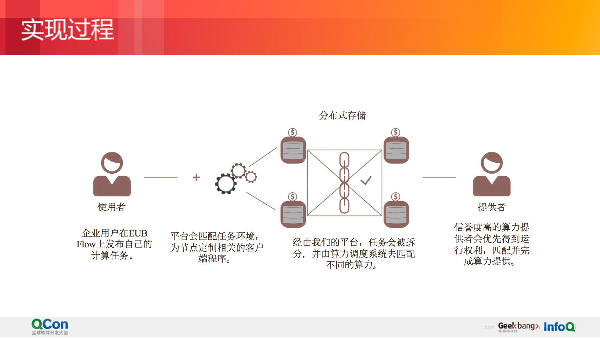 实现过程
分布式存储
使用者
提供者
企业用户在EUB
Flow上发布自己的
计算任务。
平台会匹配任务环境，
为节点定制相关的客户
端程序。
经由我们的平台，任务会被拆
分，并由算力调度系统去匹配
不同的算力。
信誉度高的算力提
供者会优先得到运
行权利，匹配并完
成算力提供。
QCon
全球软件开发大会
Geekbang>.
InfoQ